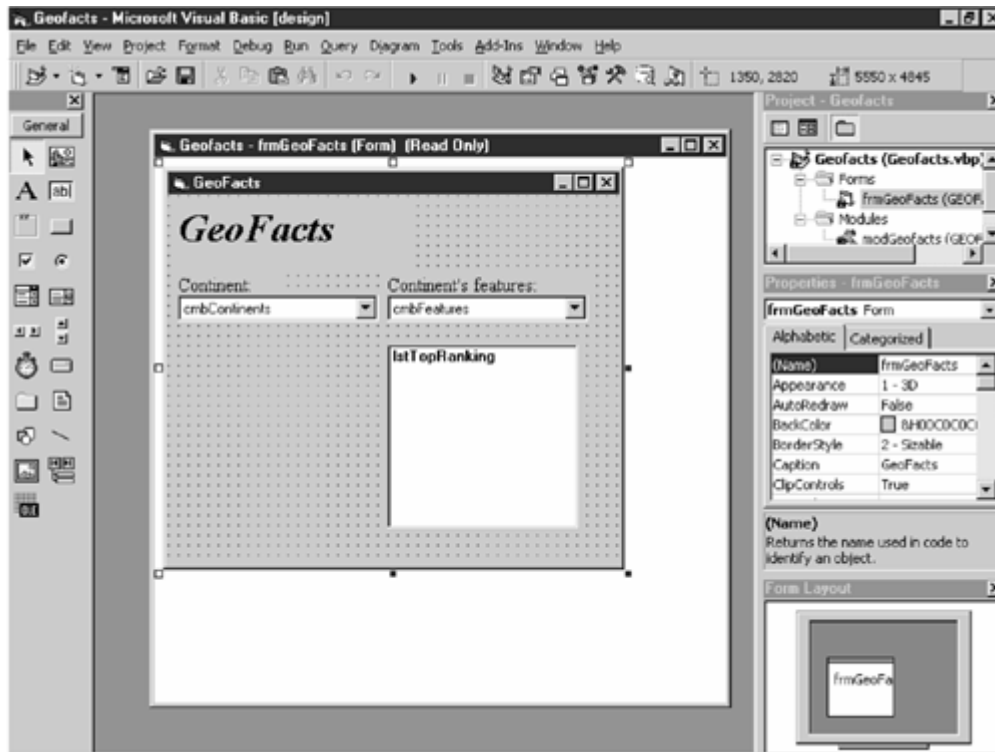 Geofacts - Microsoft Visual Basic [design]
File Edit View Project Format Debug Run Query Diagram Tools Add-Ins Window Help
1350, 2820 5550 x 4845
General
A ab|
Geofacts - frmGeoFacts (Form) (Read Only)
GeoFacts
GeoFacts
Continent:
Continent's features:
cmbContinents
cmbFeatures
lstTopRanking
Project - Geofacts
Geofacts (Geofacts.vbp)
Forms
frmGeoFacts (GEOF
Modules
modGeofacts (GEOF
Properties - frmGeoFacts
frmGeoFacts Form
Alphabetic Categorized
(Name) frmGeoFacts
Appearance 1 - 3D
AutoRedraw False
BackColor &H00C0C0C
BorderStyle 2 - Sizable
Caption GeoFacts
ClipControls True
(Name)
Returns the name used in code to
identify an object.
Form Layout
frmGeoFa